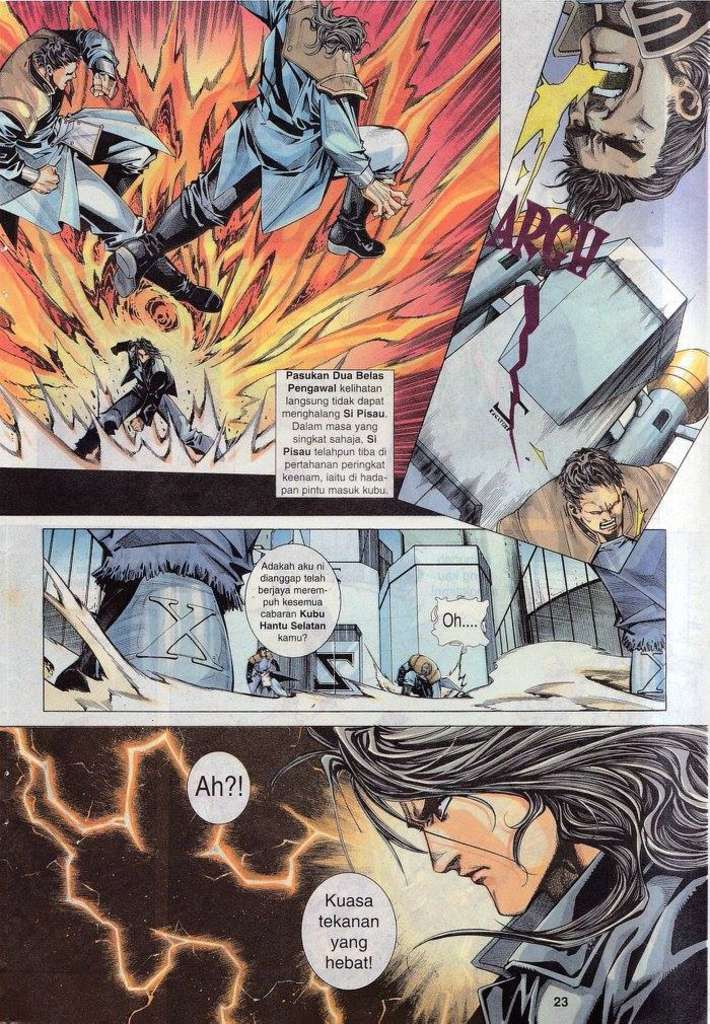 ARGH
Pasukan Dua Belas
Pengawal kelihatan
langsung tidak dapat
menghalang Si Pisau.
Dalam masa yang
singkat sahaja, Si
Pisau telahpun tiba di
pertahanan peringkat
keenam, iaitu di hada-
pan pintu masuk kubu.
Adakah aku ni
dianggap telah
berjaya merem-
puh kesemua
cabaran Kubu
Hantu Selatan
kamu?
Oh....
X
Z
Ah?!
Kuasa
tekanan
yang
hebat!
23